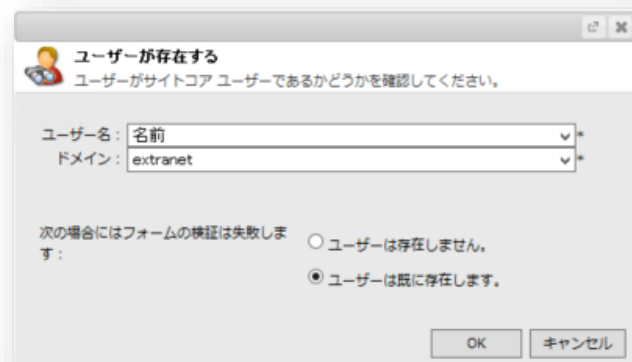 ユーザーが存在する
ユーザーがサイトコア ユーザーであるかどうかを確認してください。
ユーザー名: 名前 *
ドメイン: extranet *
次の場合にはフォームの検証は失敗しま
す:
ユーザーは存在しません。
ユーザーは既に存在します。
OK キャンセル